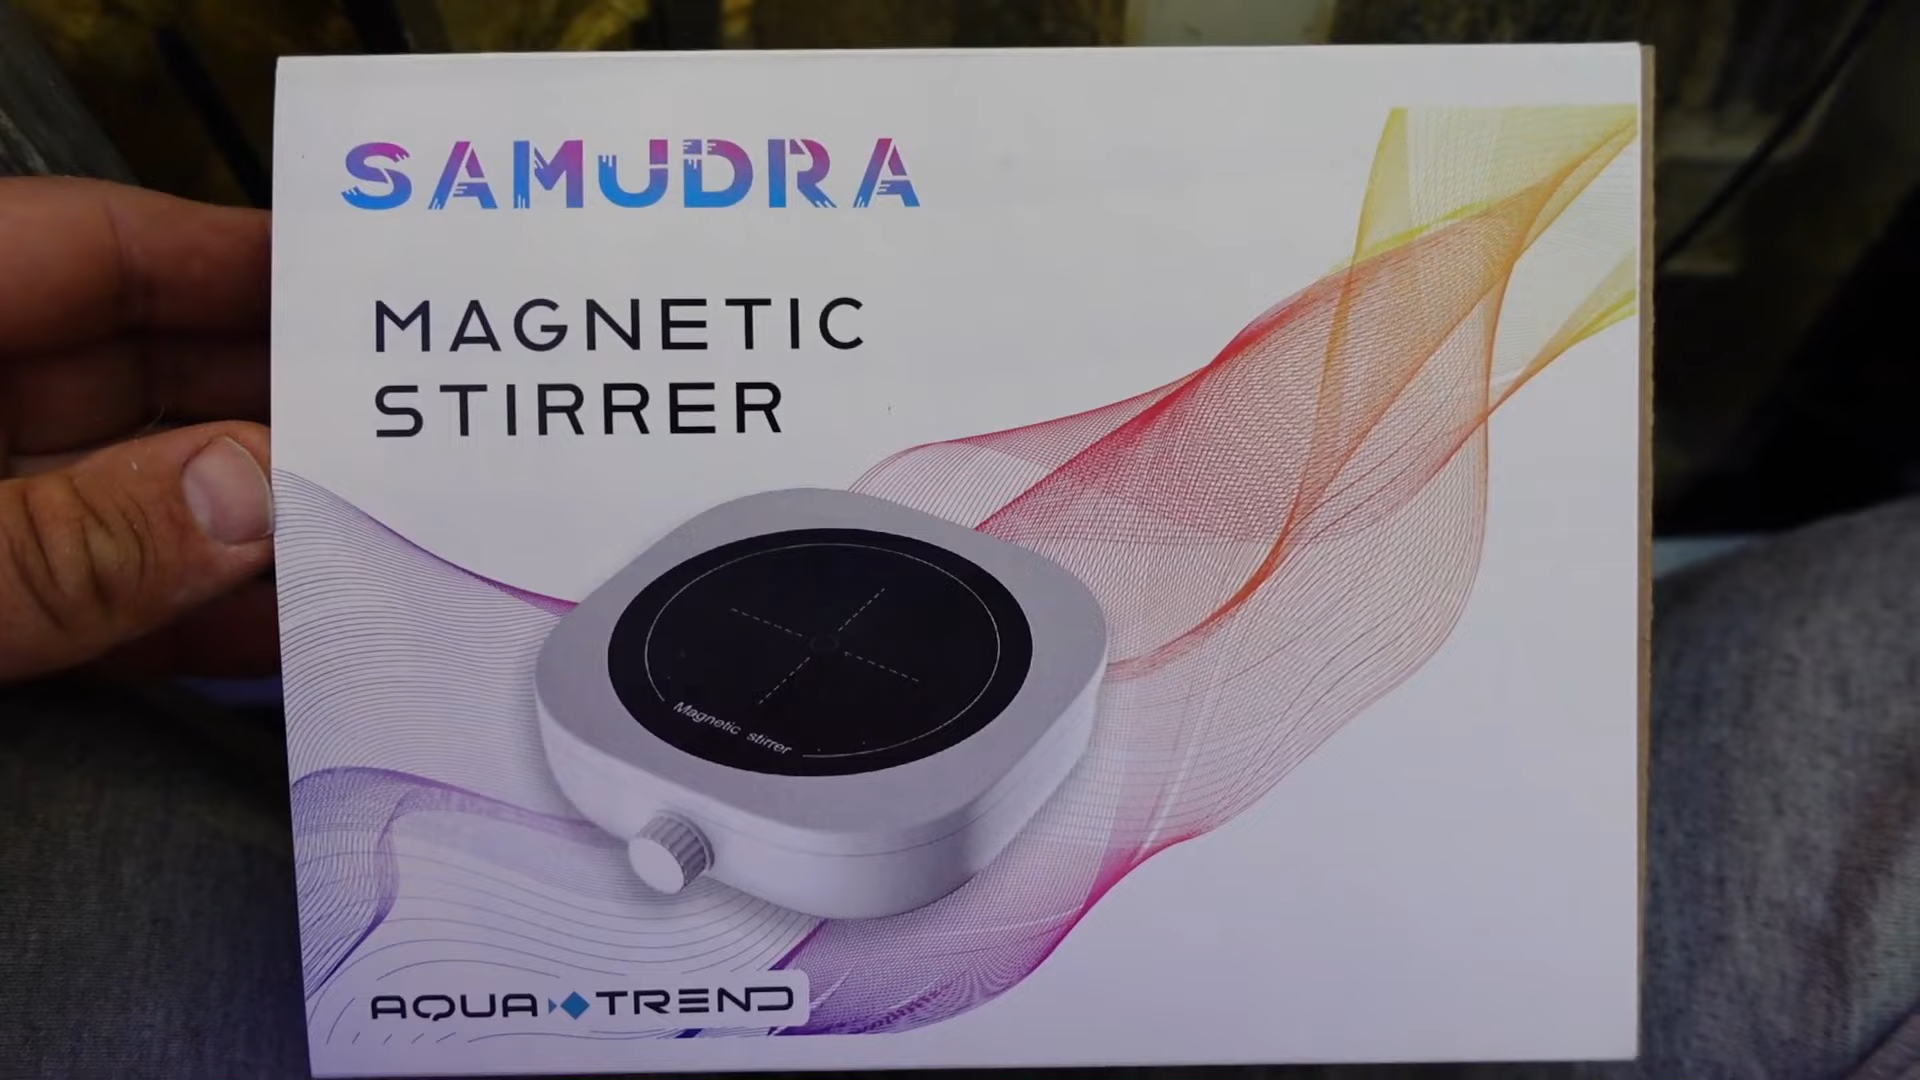 SAMUDRA
MAGNETIC
STIRRER
Magnetic stirrer
AQUA TREND